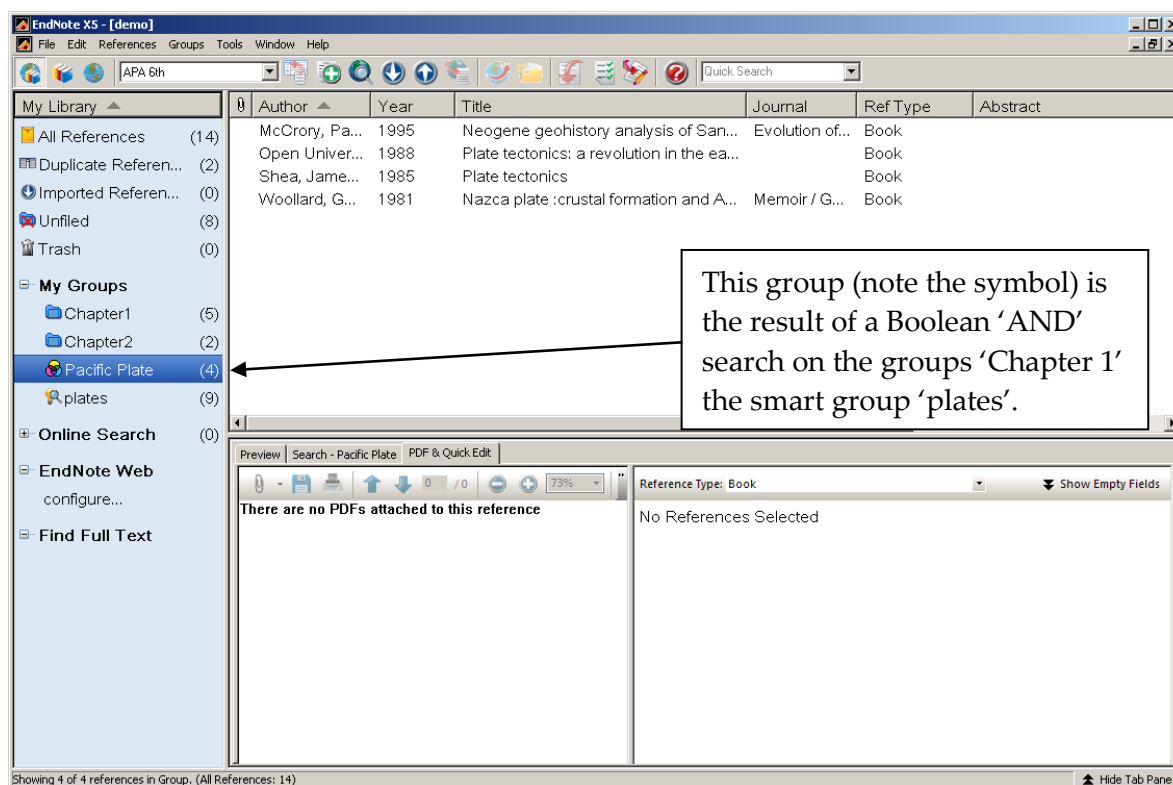 EndNote X5 - [demo]
File Edit References Groups Tools Window Help
APA 6th Quick Search
My Library
All References (14)
Duplicate Referen... (2)
Imported Referen... (0)
Unfiled (8)
Trash (0)
My Groups
Chapter1 (5)
Chapter2 (2)
Pacific Plate (4)
plates (9)
Online Search (0)
EndNote Web
configure...
Find Full Text
Author Year Title Journal Ref Type Abstract
McCrory, Pa... 1995 Neogene geohistory analysis of San... Evolution of... Book
Open Univer... 1988 Plate tectonics: a revolution in the ea... Book
Shea, Jame... 1985 Plate tectonics Book
Woollard, G... 1981 Nazca plate :crustal formation and A... Memoir / G... Book
This group (note the symbol) is
the result of a Boolean ‘AND’
search on the groups ‘Chapter 1’
the smart group ‘plates’.
Preview Search - Pacific Plate PDF & Quick Edit
0 /0 73%
There are no PDFs attached to this reference
Reference Type: Book Show Empty Fields
No References Selected
Showing 4 of 4 references in Group. (All References: 14) Hide Tab Pane